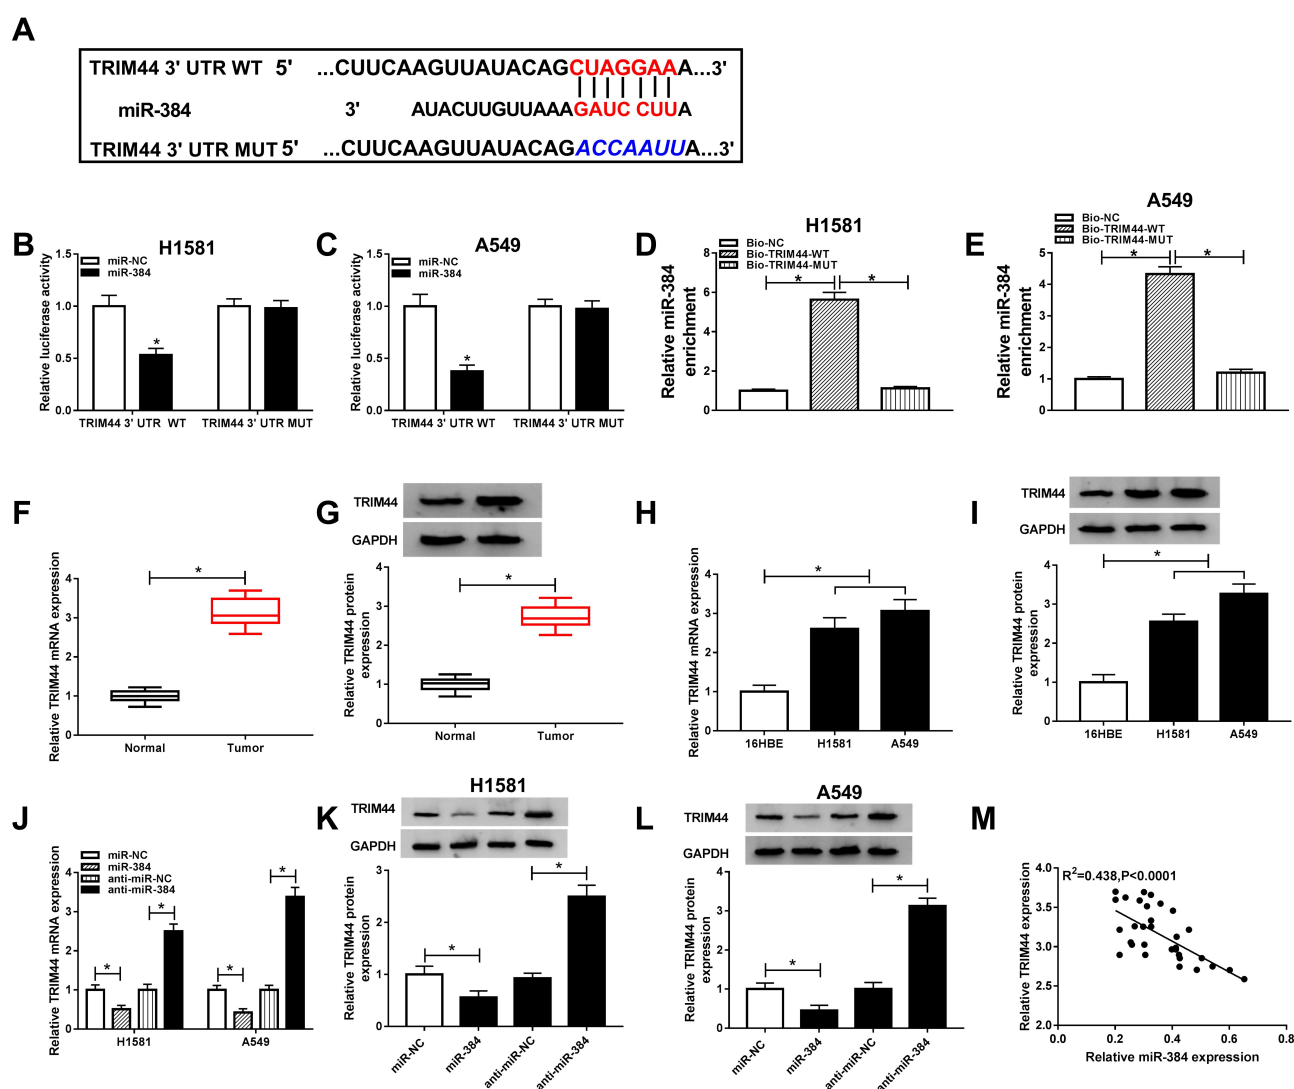 A
TRIM44 3' UTR WT 5' ...CUUCAAGUUAUACAGCUAGGAAA...3'
miR-384 3' AUACUUGUUAAAGAUC CUUA
TRIM44 3' UTR MUT 5' ...CUUCAAGUUAUACAGACCAAUUA...3'
B
H1581
miR-NC
miR-384
Relative luciferase activity
1.5
1.0
0.5
0.0
*
TRIM44 3' UTR WT
TRIM44 3' UTR MUT
C
A549
miR-NC
miR-384
Relative luciferase activity
1.5
1.0
0.5
0.0
*
TRIM44 3' UTR WT
TRIM44 3' UTR MUT
D
H1581
Bio-NC
Bio-TRIM44-WT
Bio-TRIM44-MUT
Relative miR-384
enrichment
8
6
4
2
0
*
*
E
A549
Bio-NC
Bio-TRIM44-WT
Bio-TRIM44-MUT
Relative miR-384
enrichment
5
4
3
2
1
0
*
*
F
Relative TRIM44 mRNA expression
4
3
2
1
0
*
Normal
Tumor
G
TRIM44
GAPDH
Relative TRIM44 protein
expression
4
3
2
1
0
*
Normal
Tumor
H
Relative TRIM44 mRNA expression
4
3
2
1
0
*
16HBE
H1581
A549
I
TRIM44
GAPDH
Relative TRIM44 protein
expression
4
3
2
1
0
*
16HBE
H1581
A549
J
miR-NC
miR-384
anti-miR-NC
anti-miR-384
Relative TRIM44 mRNA expression
4
3
2
1
0
*
*
*
*
H1581
A549
K
H1581
TRIM44
GAPDH
Relative TRIM44 protein
expression
3
2
1
0
*
*
miR-NC
miR-384
anti-miR-NC
anti-miR-384
L
A549
TRIM44
GAPDH
Relative TRIM44 protein
expression
4
3
2
1
0
*
*
miR-NC
miR-384
anti-miR-NC
anti-miR-384
M
R²=0.438,P<0.0001
Relative TRIM44 expression
4.0
3.5
3.0
2.5
2.0
0.0
0.2
0.4
0.6
0.8
Relative miR-384 expression